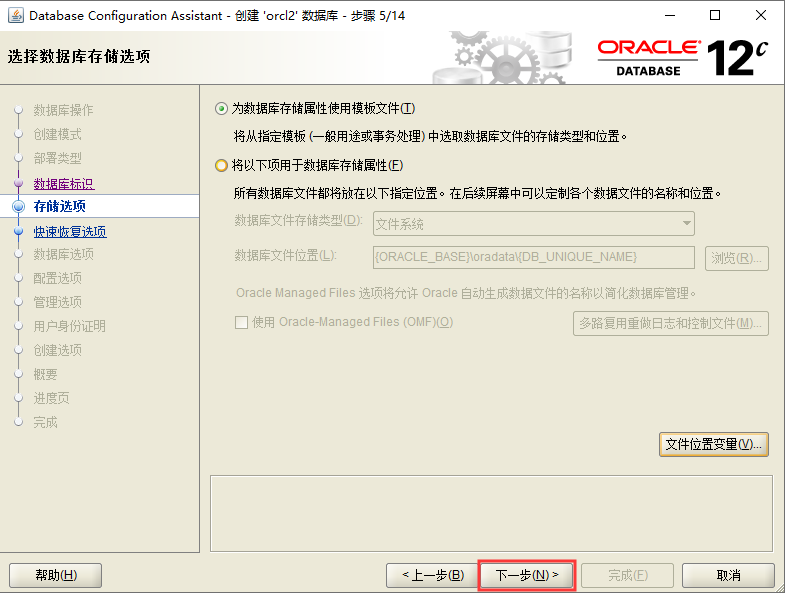 Database Configuration Assistant - 创建 'orcl2' 数据库 - 步骤 5/14
选择数据库存储选项
ORACLE®
DATABASE
12c
数据库操作
创建模式
部署类型
数据库标识
存储选项
快速恢复选项
数据库选项
配置选项
管理选项
用户身份证明
创建选项
概要
进度页
完成
为数据库存储属性使用模板文件(T)
将从指定模板 (一般用途或事务处理) 中选取数据库文件的存储类型和位置。
将以下项用于数据库存储属性(F)
所有数据库文件都将放在以下指定位置。在后续屏幕中可以定制各个数据文件的名称和位置。
数据库文件存储类型(D): 文件系统
数据库文件位置(L): {ORACLE_BASE}\oradata\{DB_UNIQUE_NAME} 浏览(R)...
Oracle Managed Files 选项将允许 Oracle 自动生成数据文件的名称以简化数据库管理。
使用 Oracle-Managed Files (OMF)(O) 多路复用重做日志和控制文件(M)...
文件位置变量(V)...
帮助(H) < 上一步(B) 下一步(N) > 完成(F) 取消